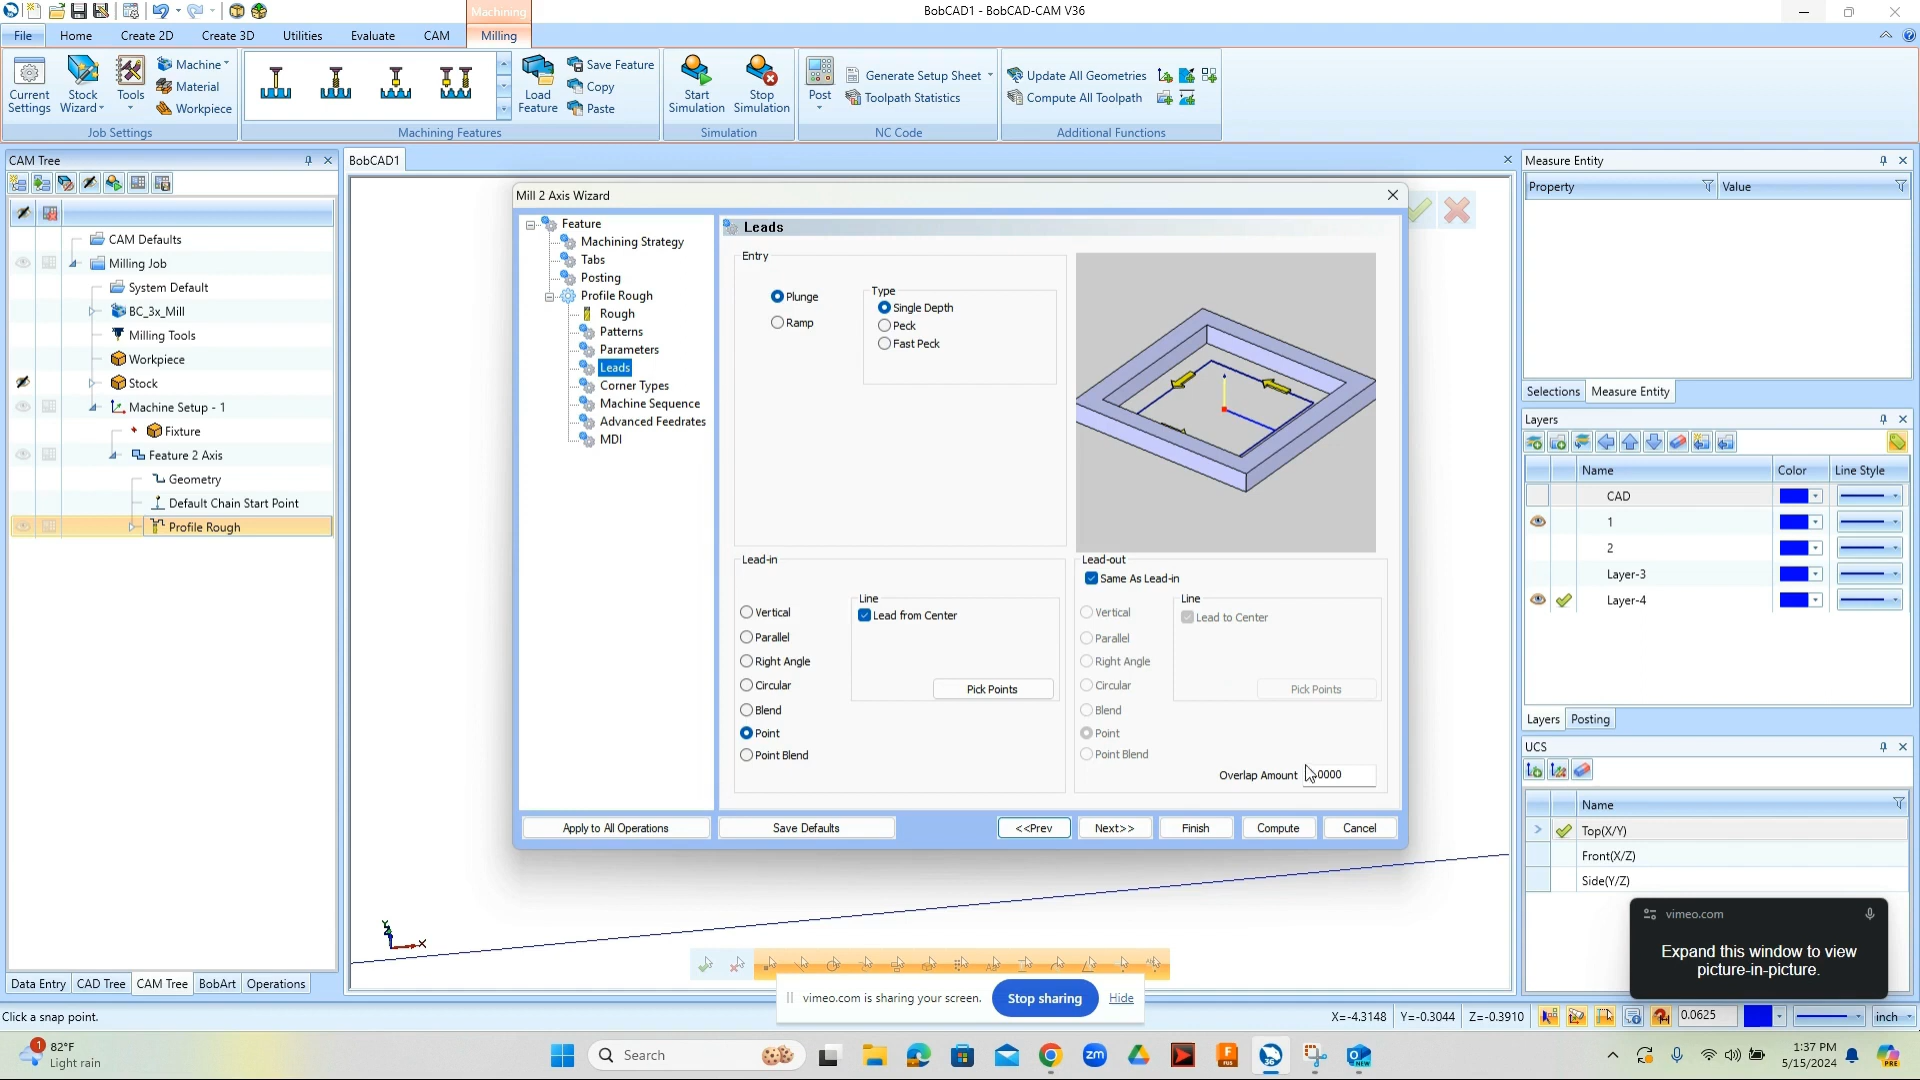 Machining
BobCAD1 - BobCAD-CAM V36
File
Home
Create 2D
Create 3D
Utilities
Evaluate
CAM
Milling
Current Settings
Stock Wizard
Tools
Machine
Material
Workpiece
Load Feature
Save Feature
Copy
Paste
Start Simulation
Stop Simulation
Post
Generate Setup Sheet
Toolpath Statistics
Update All Geometries
Compute All Toolpath
Job Settings
Machining Features
Simulation
NC Code
Additional Functions
CAM Tree
BobCAD1
CAM Defaults
Milling Job
System Default
BC_3x_Mill
Milling Tools
Workpiece
Stock
Machine Setup - 1
Fixture
Feature 2 Axis
Geometry
Default Chain Start Point
Profile Rough
Data Entry
CAD Tree
CAM Tree
BobArt
Operations
Mill 2 Axis Wizard
Feature
Machining Strategy
Tabs
Posting
Profile Rough
Rough
Patterns
Parameters
Leads
Corner Types
Machine Sequence
Advanced Feedrates
MDI
Leads
Entry
Plunge
Ramp
Type
Single Depth
Peck
Fast Peck
Lead-in
Vertical
Parallel
Right Angle
Circular
Blend
Point
Point Blend
Line
Lead from Center
Pick Points
Lead-out
Same As Lead-in
Vertical
Parallel
Right Angle
Circular
Blend
Point
Point Blend
Line
Lead to Center
Pick Points
Overlap Amount
0000
Apply to All Operations
Save Defaults
<<Prev
Next>>
Finish
Compute
Cancel
Measure Entity
Property
Value
Selections
Measure Entity
Layers
Name
Color
Line Style
CAD
1
2
Layer-3
Layer-4
Layers
Posting
UCS
Name
Top(X/Y)
Front(X/Z)
Side(Y/Z)
vimeo.com
Expand this window to view
picture-in-picture.
vimeo.com is sharing your screen.
Stop sharing
Hide
Click a snap point.
X=-4.3148
Y=-0.3044
Z=-0.3910
0.0625
inch
1
82°F
Light rain
Search
zm
F
FUS
36
NEW
1:37 PM
5/15/2024
PRE